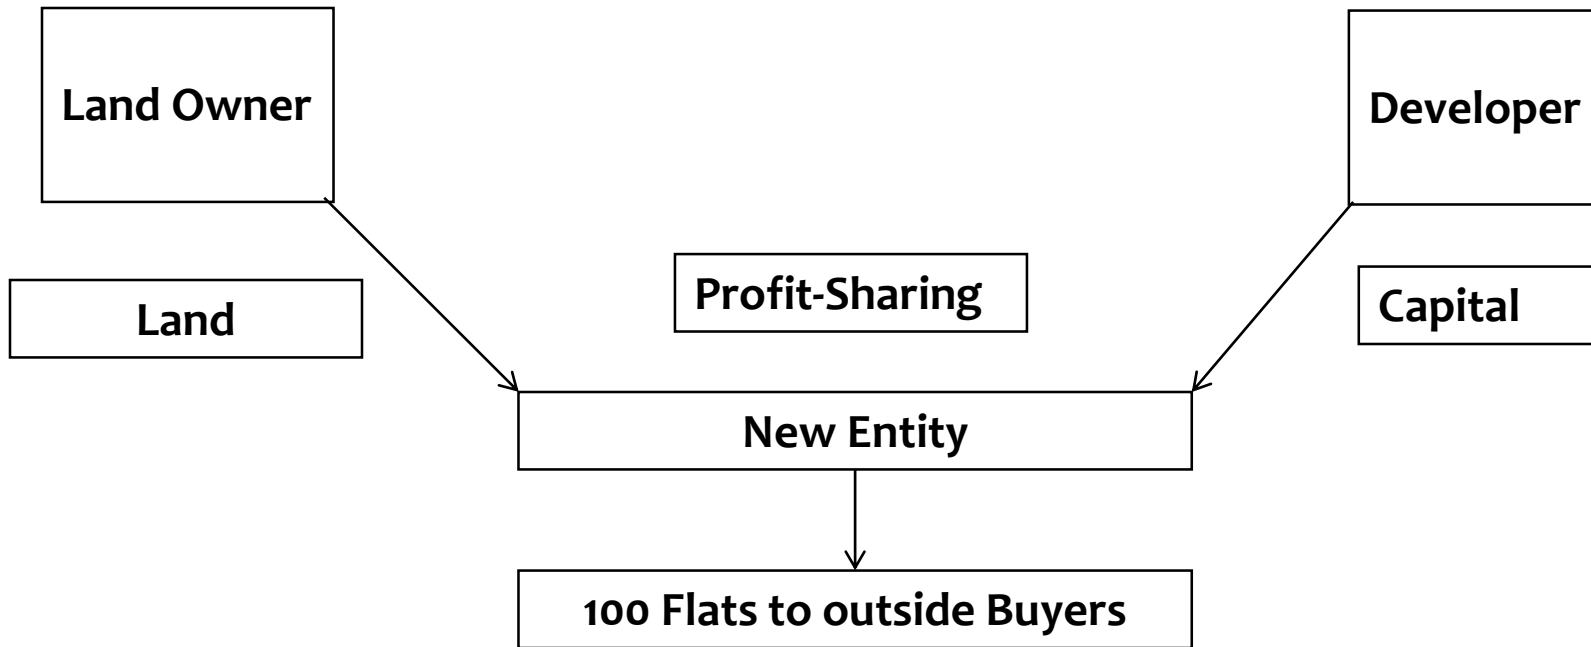 Land Owner
Developer
Land
Profit-Sharing
Capital
New Entity
100 Flats to outside Buyers